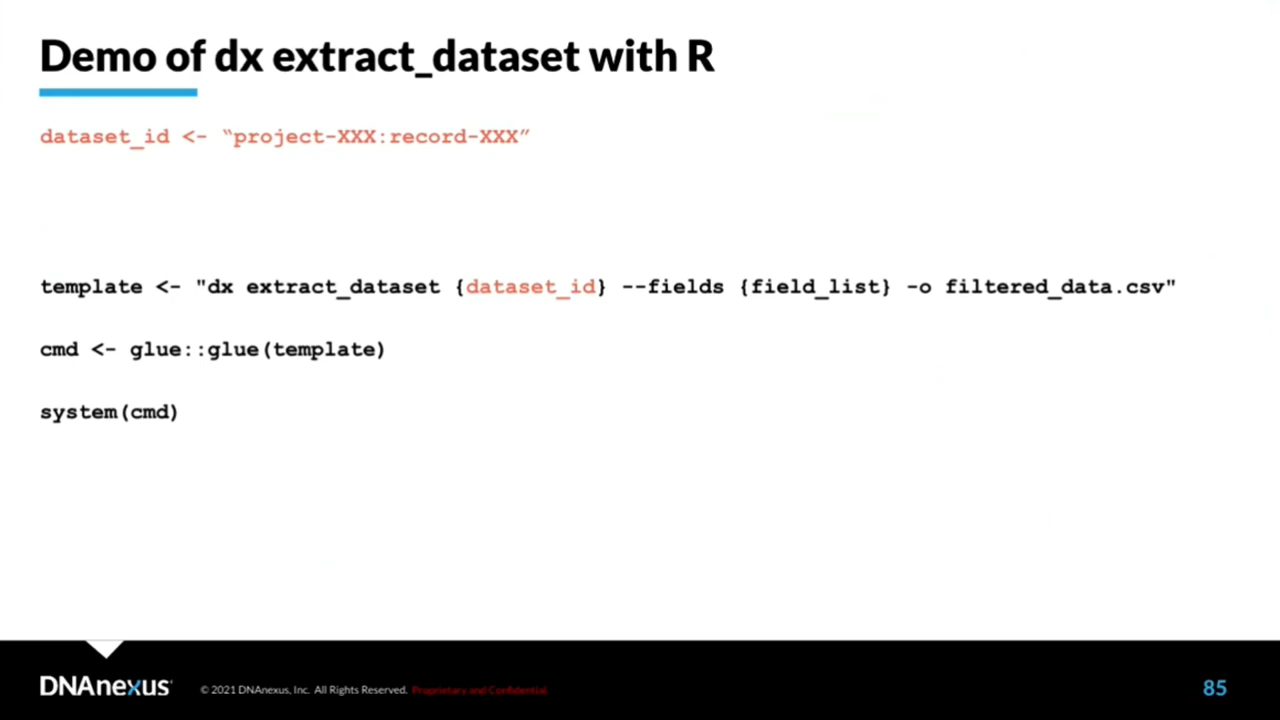 Demo of dx extract_dataset with R
dataset_id <- “project-XXX:record-XXX”
template <- "dx extract_dataset {dataset_id} --fields {field_list} -o filtered_data.csv"
cmd <- glue::glue(template)
system(cmd)
DNAnexus
© 2021 DNAnexus, Inc. All Rights Reserved. Proprietary and Confidential
85